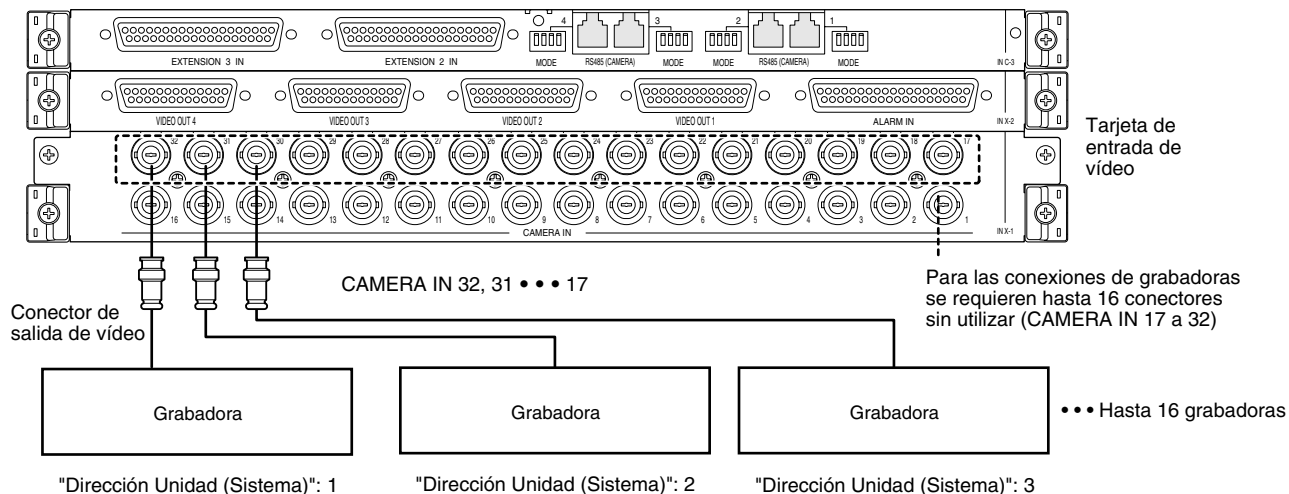 4 3 2 1
EXTENSION 3 IN EXTENSION 2 IN MODE RS485 (CAMERA) MODE MODE RS485 (CAMERA) MODE IN C-3
VIDEO OUT 4 VIDEO OUT 3 VIDEO OUT 2 VIDEO OUT 1 ALARM IN IN X-2
Tarjeta de
entrada de
vídeo
32 31 30 29 28 27 26 25 24 23 22 21 20 19 18 17
16 15 14 13 12 11 10 9 8 7 6 5 4 3 2 1
CAMERA IN IN X-1
CAMERA IN 32, 31 • • • 17
Para las conexiones de grabadoras
se requieren hasta 16 conectores
sin utilizar (CAMERA IN 17 a 32)
Conector de
salida de vídeo
Grabadora Grabadora Grabadora • • • Hasta 16 grabadoras
"Dirección Unidad (Sistema)": 1 "Dirección Unidad (Sistema)": 2 "Dirección Unidad (Sistema)": 3